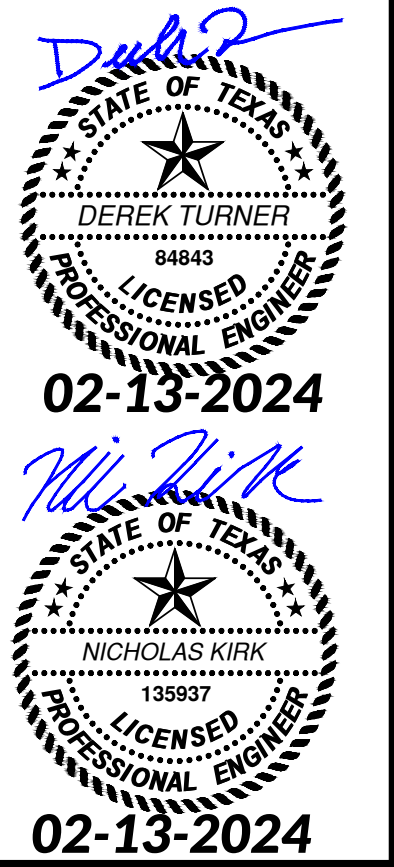 STATE OF TEXAS
DEREK TURNER
84843
LICENSED
PROFESSIONAL ENGINEER
02-13-2024
STATE OF TEXAS
NICHOLAS KIRK
135937
LICENSED
PROFESSIONAL ENGINEER
02-13-2024